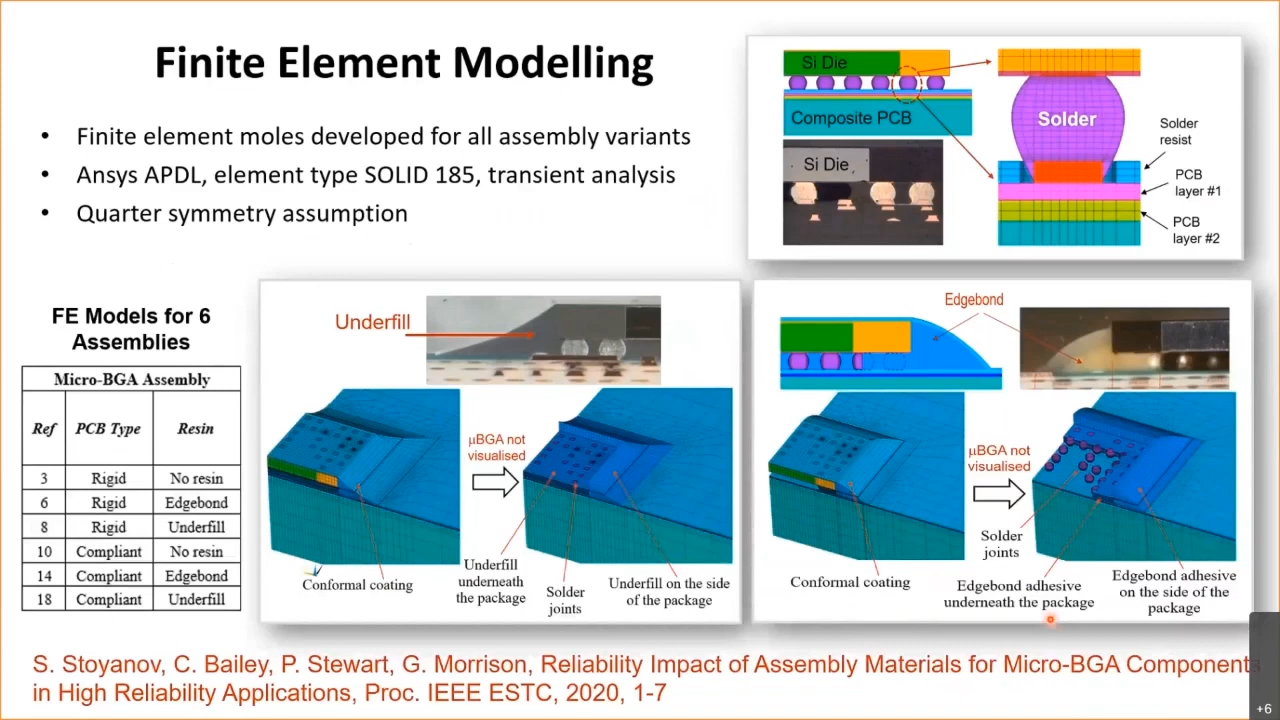 Finite Element Modelling
• Finite element moles developed for all assembly variants
• Ansys APDL, element type SOLID 185, transient analysis
• Quarter symmetry assumption
Si Die
Composite PCB
Si Die
Solder
Solder
resist
PCB
layer #1
PCB
layer #2
FE Models for 6
Assemblies
Micro-BGA Assembly
Ref PCB Type Resin
3 Rigid No resin
6 Rigid Edgebond
8 Rigid Underfill
10 Compliant No resin
14 Compliant Edgebond
18 Compliant Underfill
Underfill
µBGA not
visualised
Conformal coating
Underfill
underneath
the package
Solder
joints
Underfill on the side
of the package
Edgebond
µBGA not
visualised
Conformal coating
Solder
joints
Edgebond adhesive
underneath the package
Edgebond adhesive
on the side of the
package
S. Stoyanov, C. Bailey, P. Stewart, G. Morrison, Reliability Impact of Assembly Materials for Micro-BGA Components
in High Reliability Applications, Proc. IEEE ESTC, 2020, 1-7
+6